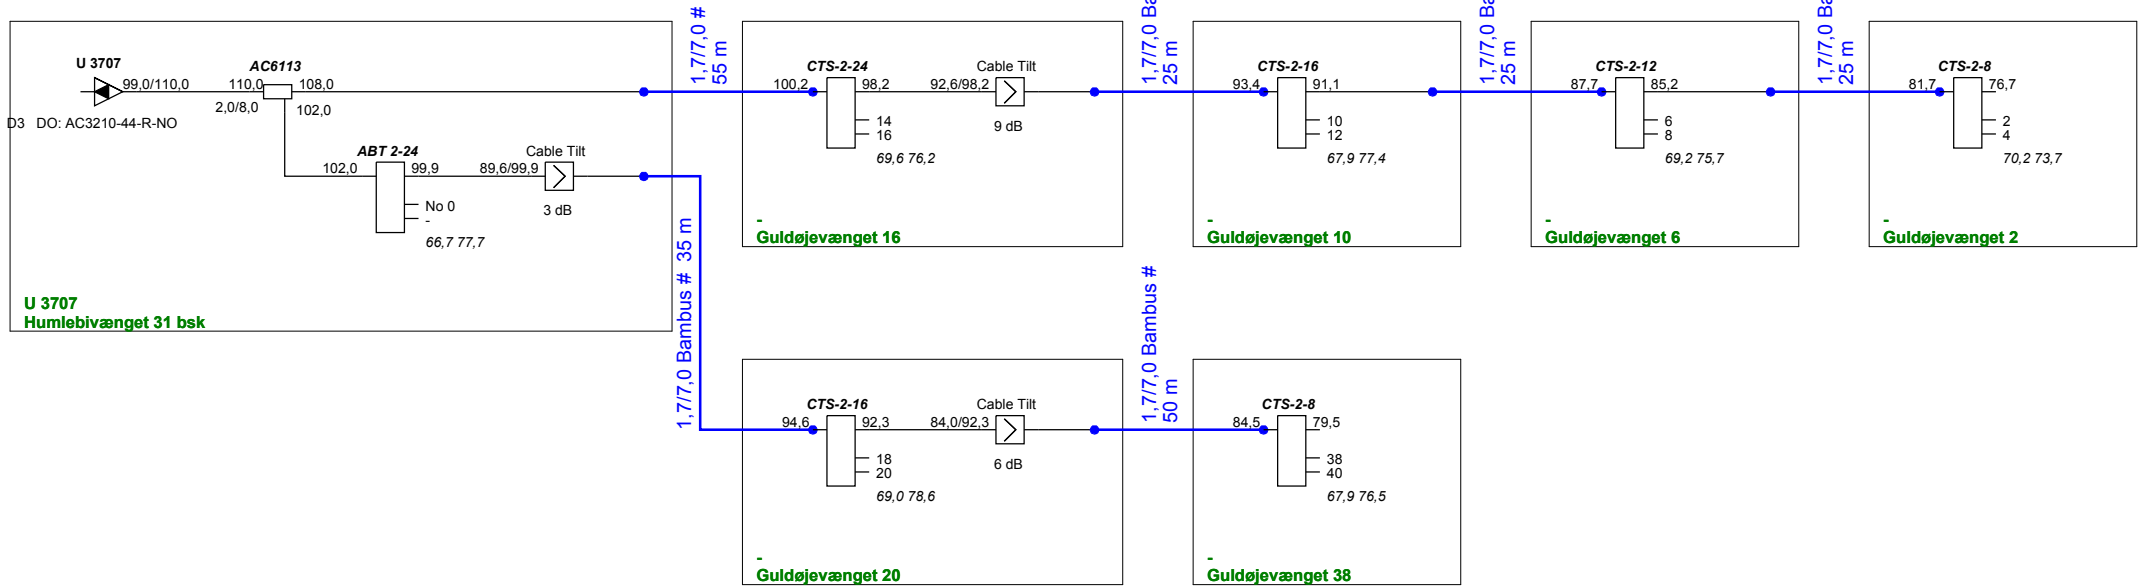 U 3707
99,0/110,0
D3 DO: AC3210-44-R-NO
AC6113
110,0
108,0
2,0/8,0
102,0
ABT 2-24
102,0
99,9
No 0
-
66,7 77,7
89,6/99,9
Cable Tilt
3 dB
U 3707
Humlebivænget 31 bsk
1,7/7,0 #
55 m
CTS-2-24
100,2
98,2
14
16
69,6 76,2
92,6/98,2
Cable Tilt
9 dB
-
Guldøjevænget 16
1,7/7,0 Ba
25 m
CTS-2-16
93,4
91,1
10
12
67,9 77,4
-
Guldøjevænget 10
1,7/7,0 Ba
25 m
CTS-2-12
87,7
85,2
6
8
69,2 75,7
-
Guldøjevænget 6
1,7/7,0 Ba
25 m
CTS-2-8
81,7
76,7
2
4
70,2 73,7
-
Guldøjevænget 2
1,7/7,0 Bambus # 35 m
CTS-2-16
94,6
92,3
18
20
69,0 78,6
84,0/92,3
Cable Tilt
6 dB
-
Guldøjevænget 20
1,7/7,0 Bambus #
50 m
CTS-2-8
84,5
79,5
38
40
67,9 76,5
-
Guldøjevænget 38